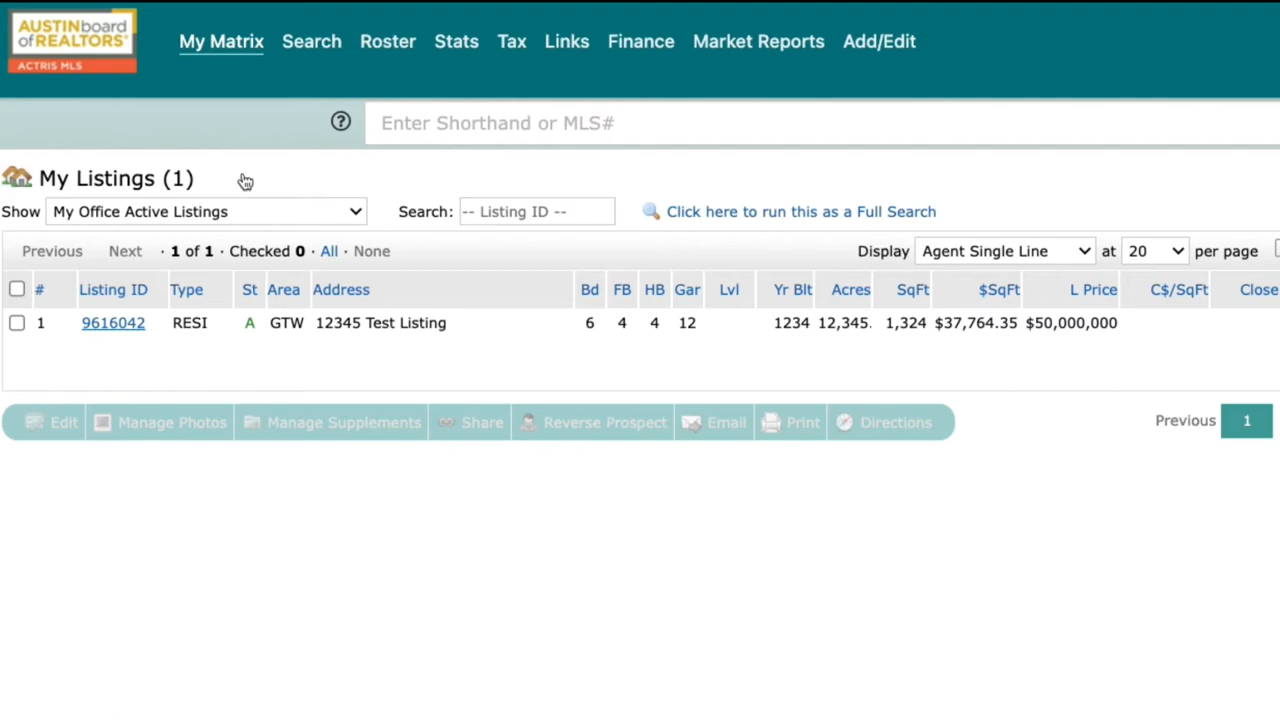 AUSTINboard
of REALTORS®
ACTRIS MLS
My Matrix Search Roster Stats Tax Links Finance Market Reports Add/Edit
? Enter Shorthand or MLS#
My Listings (1)
Show My Office Active Listings Search: -- Listing ID -- Click here to run this as a Full Search
Previous Next · 1 of 1 · Checked 0 · All · None Display Agent Single Line at 20 per page
# Listing ID Type St Area Address Bd FB HB Gar Lvl Yr Blt Acres SqFt $SqFt L Price C$/SqFt Close
1 9616042 RESI A GTW 12345 Test Listing 6 4 4 12 1234 12,345. 1,324 $37,764.35 $50,000,000
Edit Manage Photos Manage Supplements Share Reverse Prospect Email Print Directions Previous 1